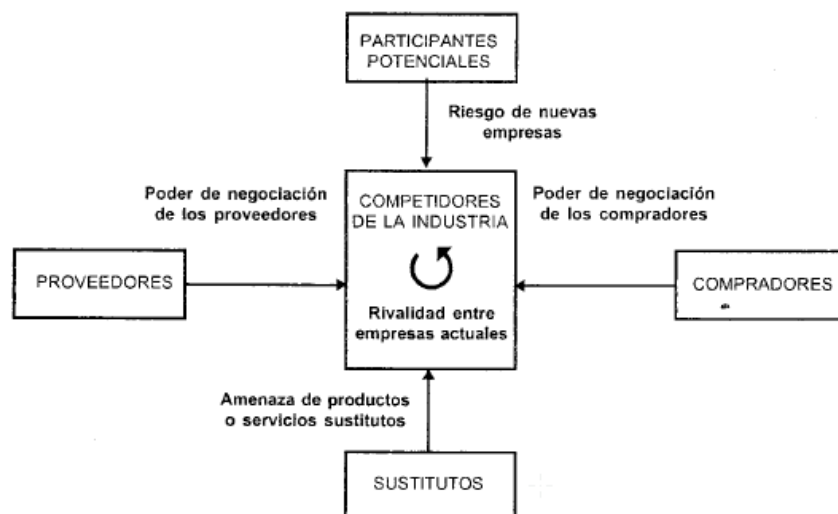 PARTICIPANTES
POTENCIALES
Riesgo de nuevas
empresas
Poder de negociación
de los proveedores
COMPETIDORES
DE LA INDUSTRIA
Poder de negociación
de los compradores
PROVEEDORES
COMPRADORES
Rivalidad entre
empresas actuales
Amenaza de productos
o servicios sustitutos
SUSTITUTOS